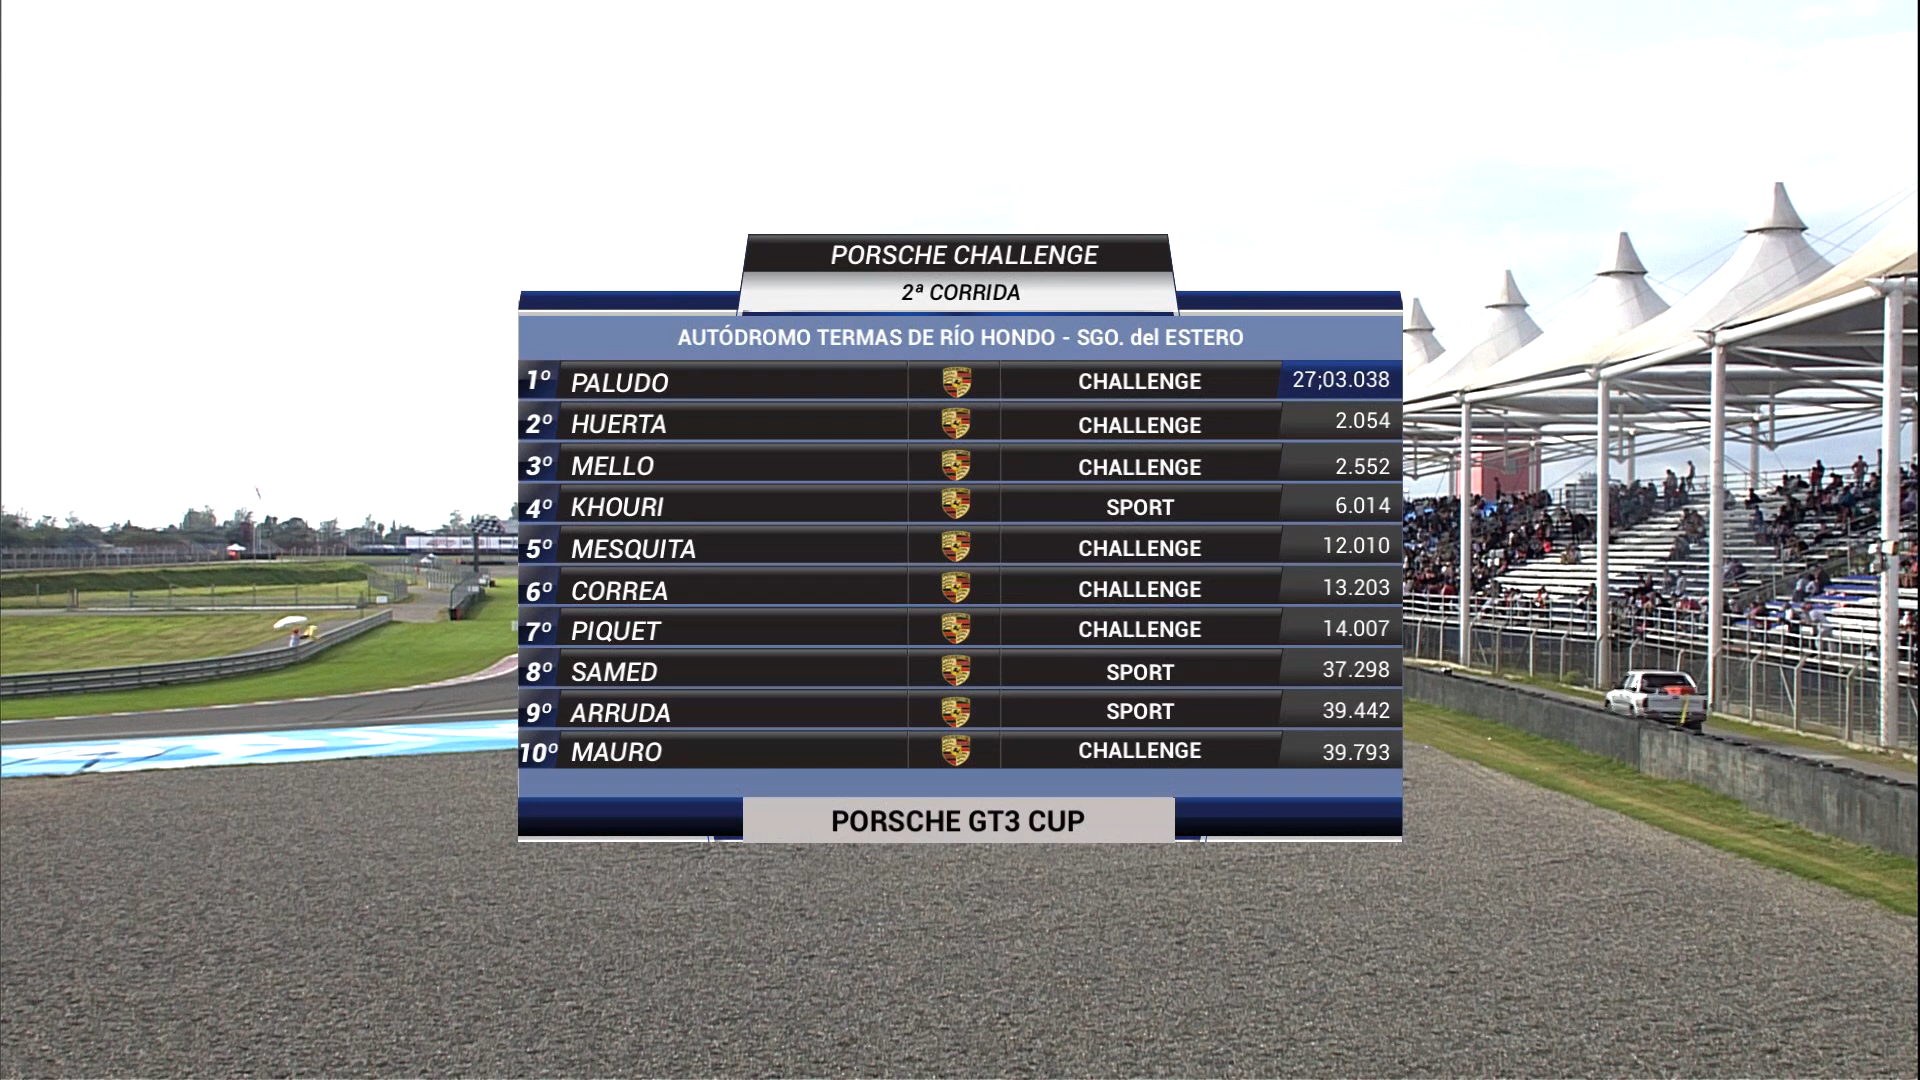 PORSCHE CHALLENGE
2ª CORRIDA
AUTÓDROMO TERMAS DE RÍO HONDO - SGO. del ESTERO
1º PALUDO CHALLENGE 27;03.038
2º HUERTA CHALLENGE 2.054
3º MELLO CHALLENGE 2.552
4º KHOURI SPORT 6.014
5º MESQUITA CHALLENGE 12.010
6º CORREA CHALLENGE 13.203
7º PIQUET CHALLENGE 14.007
8º SAMED SPORT 37.298
9º ARRUDA SPORT 39.442
10º MAURO CHALLENGE 39.793
PORSCHE GT3 CUP